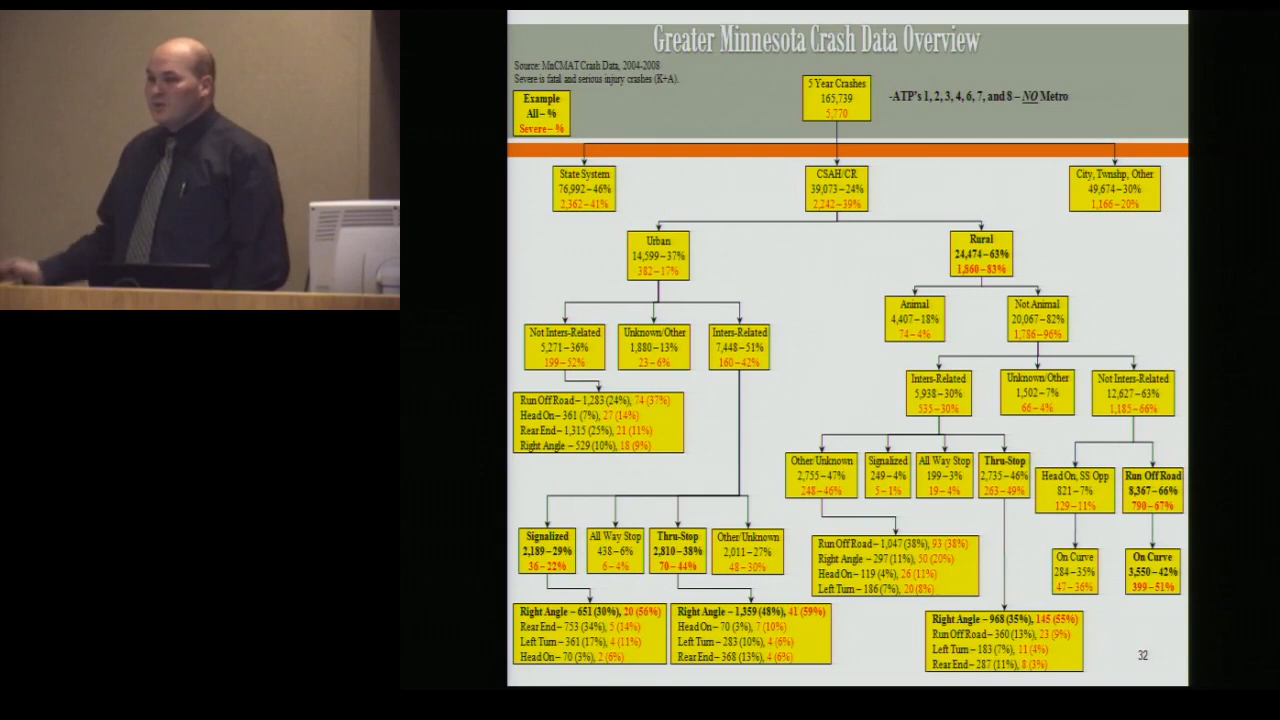 Greater Minnesota Crash Data Overview
Source: MnCMAT Crash Data, 2004-2008
Severe is fatal and serious injury crashes (K+A).
Example
All – %
Severe – %
5 Year Crashes
165,739
5,770
-ATP's 1, 2, 3, 4, 6, 7, and 8 – NO Metro
State System
76,992 – 46%
2,362 – 41%
CSAH/CR
39,073 – 24%
2,242 – 39%
City, Twnshp, Other
49,674 – 30%
1,166 – 20%
Urban
14,599 – 37%
382 – 17%
Rural
24,474 – 63%
1,860 – 83%
Animal
4,407 – 18%
74 – 4%
Not Animal
20,067 – 82%
1,786 – 96%
Not Inters-Related
5,271 – 36%
199 – 52%
Unknown/Other
1,880 – 13%
23 – 6%
Inters-Related
7,448 – 51%
160 – 42%
Inters-Related
5,938 – 30%
535 – 30%
Unknown/Other
1,502 – 7%
66 – 4%
Not Inters-Related
12,627 – 63%
1,185 – 66%
Run Off Road – 1,283 (24%), 74 (37%)
Head On – 361 (7%), 27 (14%)
Rear End – 1,315 (25%), 21 (11%)
Right Angle – 529 (10%), 18 (9%)
Other/Unknown
2,755 – 47%
248 – 46%
Signalized
249 – 4%
5 – 1%
All Way Stop
199 – 3%
19 – 4%
Thru-Stop
2,735 – 46%
263 – 49%
Head On, SS Opp
821 – 7%
129 – 11%
Run Off Road
8,367 – 66%
790 – 67%
Signalized
2,189 – 29%
36 – 22%
All Way Stop
438 – 6%
6 – 4%
Thru-Stop
2,810 – 38%
70 – 44%
Other/Unknown
2,011 – 27%
48 – 30%
Run Off Road – 1,047 (38%), 93 (38%)
Right Angle – 297 (11%), 50 (20%)
Head On – 119 (4%), 26 (11%)
Left Turn – 186 (7%), 20 (8%)
On Curve
284 – 35%
47 – 36%
On Curve
3,550 – 42%
399 – 51%
Right Angle – 651 (30%), 20 (56%)
Rear End – 753 (34%), 5 (14%)
Left Turn – 361 (17%), 4 (11%)
Head On – 70 (3%), 2 (6%)
Right Angle – 1,359 (48%), 41 (59%)
Head On – 70 (3%), 7 (10%)
Left Turn – 283 (10%), 4 (6%)
Rear End – 368 (13%), 4 (6%)
Right Angle – 968 (35%), 145 (55%)
Run Off Road – 360 (13%), 23 (9%)
Left Turn – 183 (7%), 11 (4%)
Rear End – 287 (11%), 8 (3%)
32